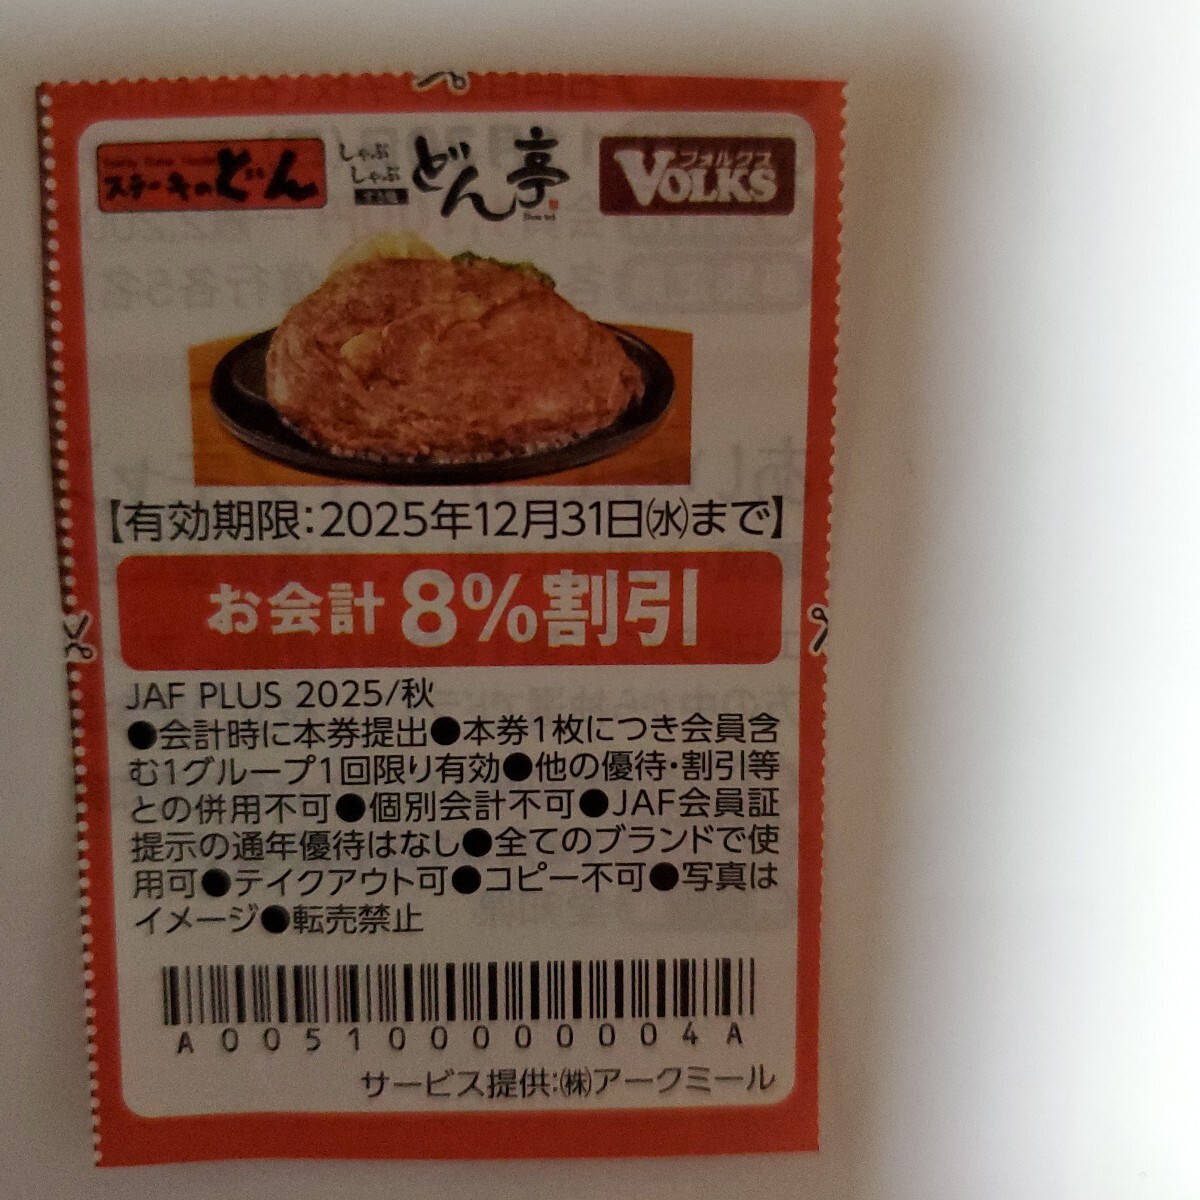 ステーキのどん
しゃぶ
しゃぶ
どん亭
フォルクス
VOLKS
【有効期限:2025年12月31日㈬まで】
お会計8%割引
JAF PLUS 2025/秋
●会計時に本券提出●本券1枚につき会員含
む1グループ1回限り有効●他の優待・割引等
との併用不可●個別会計不可●JAF会員証
提示の通年優待はなし●全てのブランドで使
用可●テイクアウト可●コピー不可●写真は
イメージ●転売禁止
A005100000004A
サービス提供:㈱アークミール